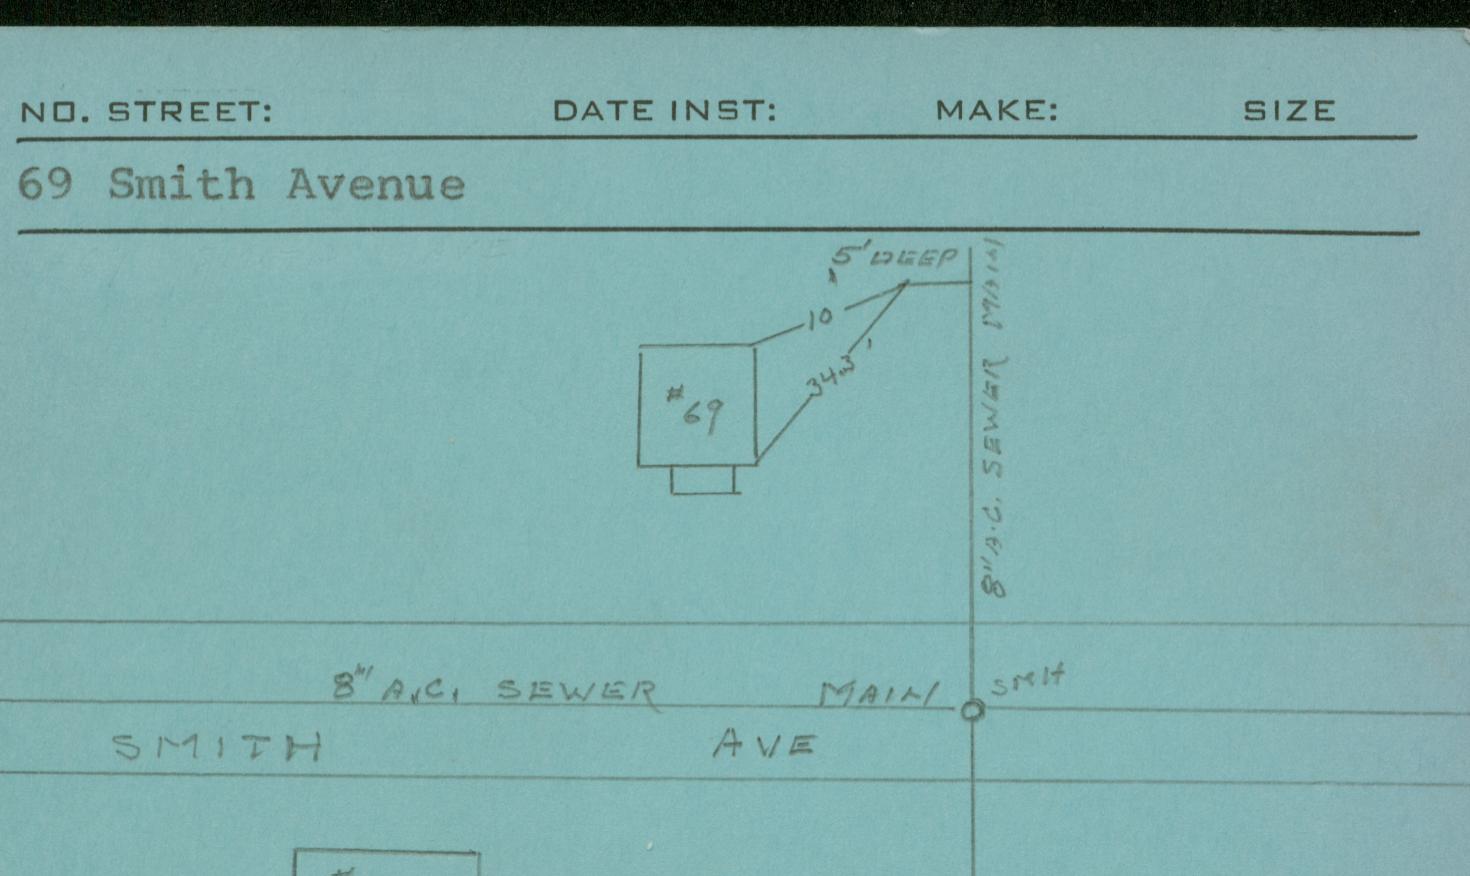 NO. STREET: DATE INST: MAKE: SIZE
69 Smith Avenue
5' DEEP
10'
34.3'
#69
8" A.C. SEWER MAIN
8" A.C. SEWER MAIN
SMH
SMITH AVE
#